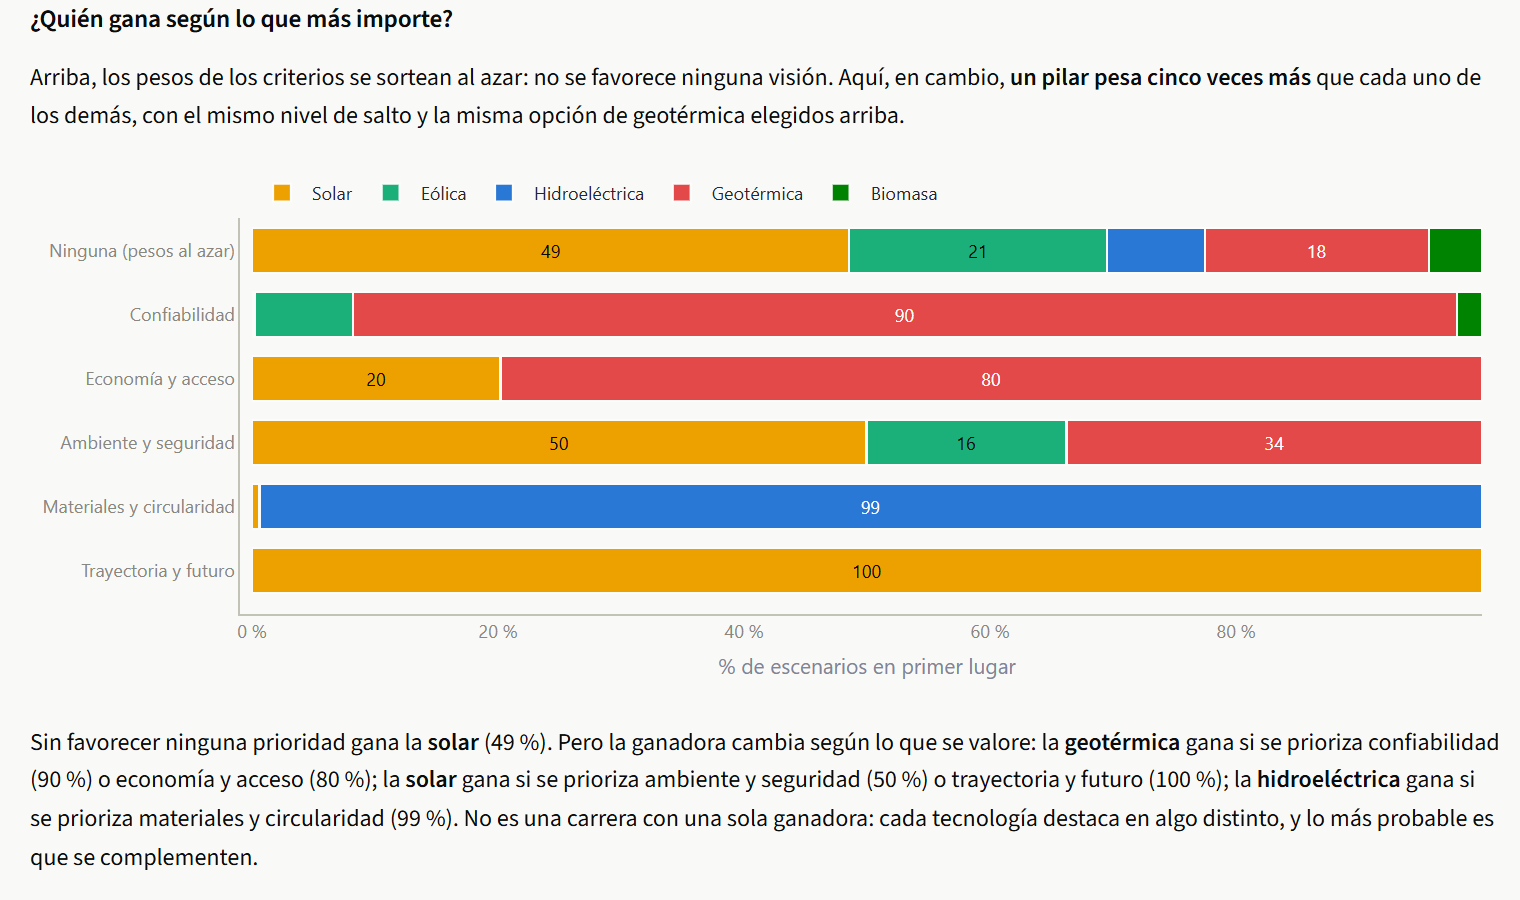 ¿Quién gana según lo que más importe?
Arriba, los pesos de los criterios se sortean al azar: no se favorece ninguna visión. Aquí, en cambio, un pilar pesa cinco veces más que cada uno de
los demás, con el mismo nivel de salto y la misma opción de geotérmica elegidos arriba.
Solar Eólica Hidroeléctrica Geotérmica Biomasa
Ninguna (pesos al azar) 49 21 18
Confiabilidad 90
Economía y acceso 20 80
Ambiente y seguridad 50 16 34
Materiales y circularidad 99
Trayectoria y futuro 100
0 % 20 % 40 % 60 % 80 %
% de escenarios en primer lugar
Sin favorecer ninguna prioridad gana la solar (49 %). Pero la ganadora cambia según lo que se valore: la geotérmica gana si se prioriza confiabilidad
(90 %) o economía y acceso (80 %); la solar gana si se prioriza ambiente y seguridad (50 %) o trayectoria y futuro (100 %); la hidroeléctrica gana si
se prioriza materiales y circularidad (99 %). No es una carrera con una sola ganadora: cada tecnología destaca en algo distinto, y lo más probable es
que se complementen.